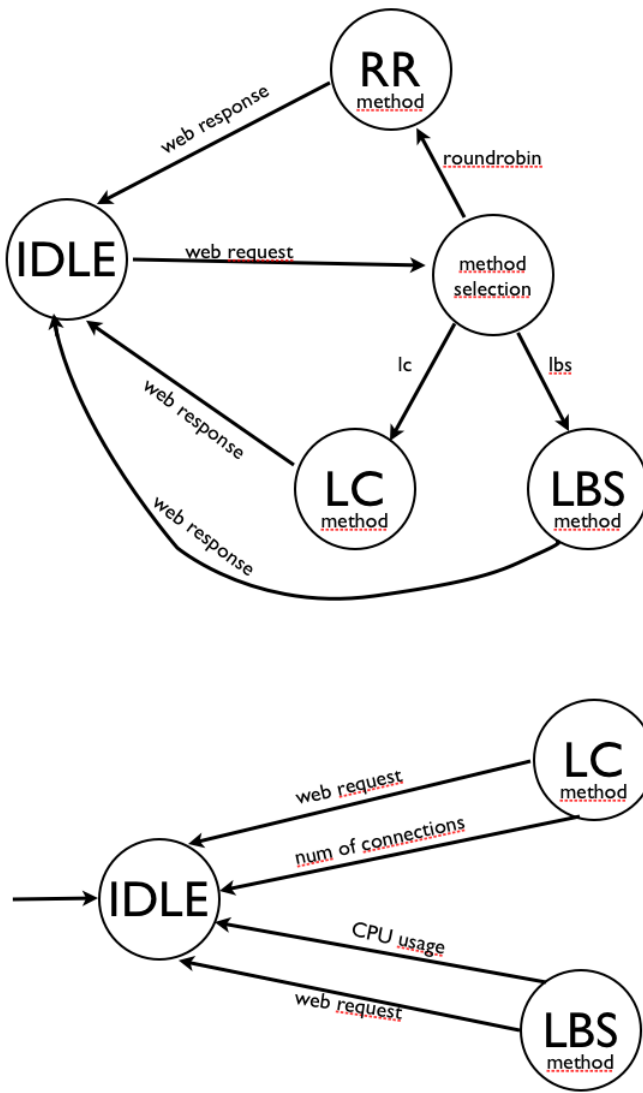 RR
method
web response
roundrobin
IDLE
web request
method
selection
lc
lbs
web response
LC
method
LBS
method
web response
LC
method
web request
num of connections
IDLE
CPU usage
web request
LBS
method